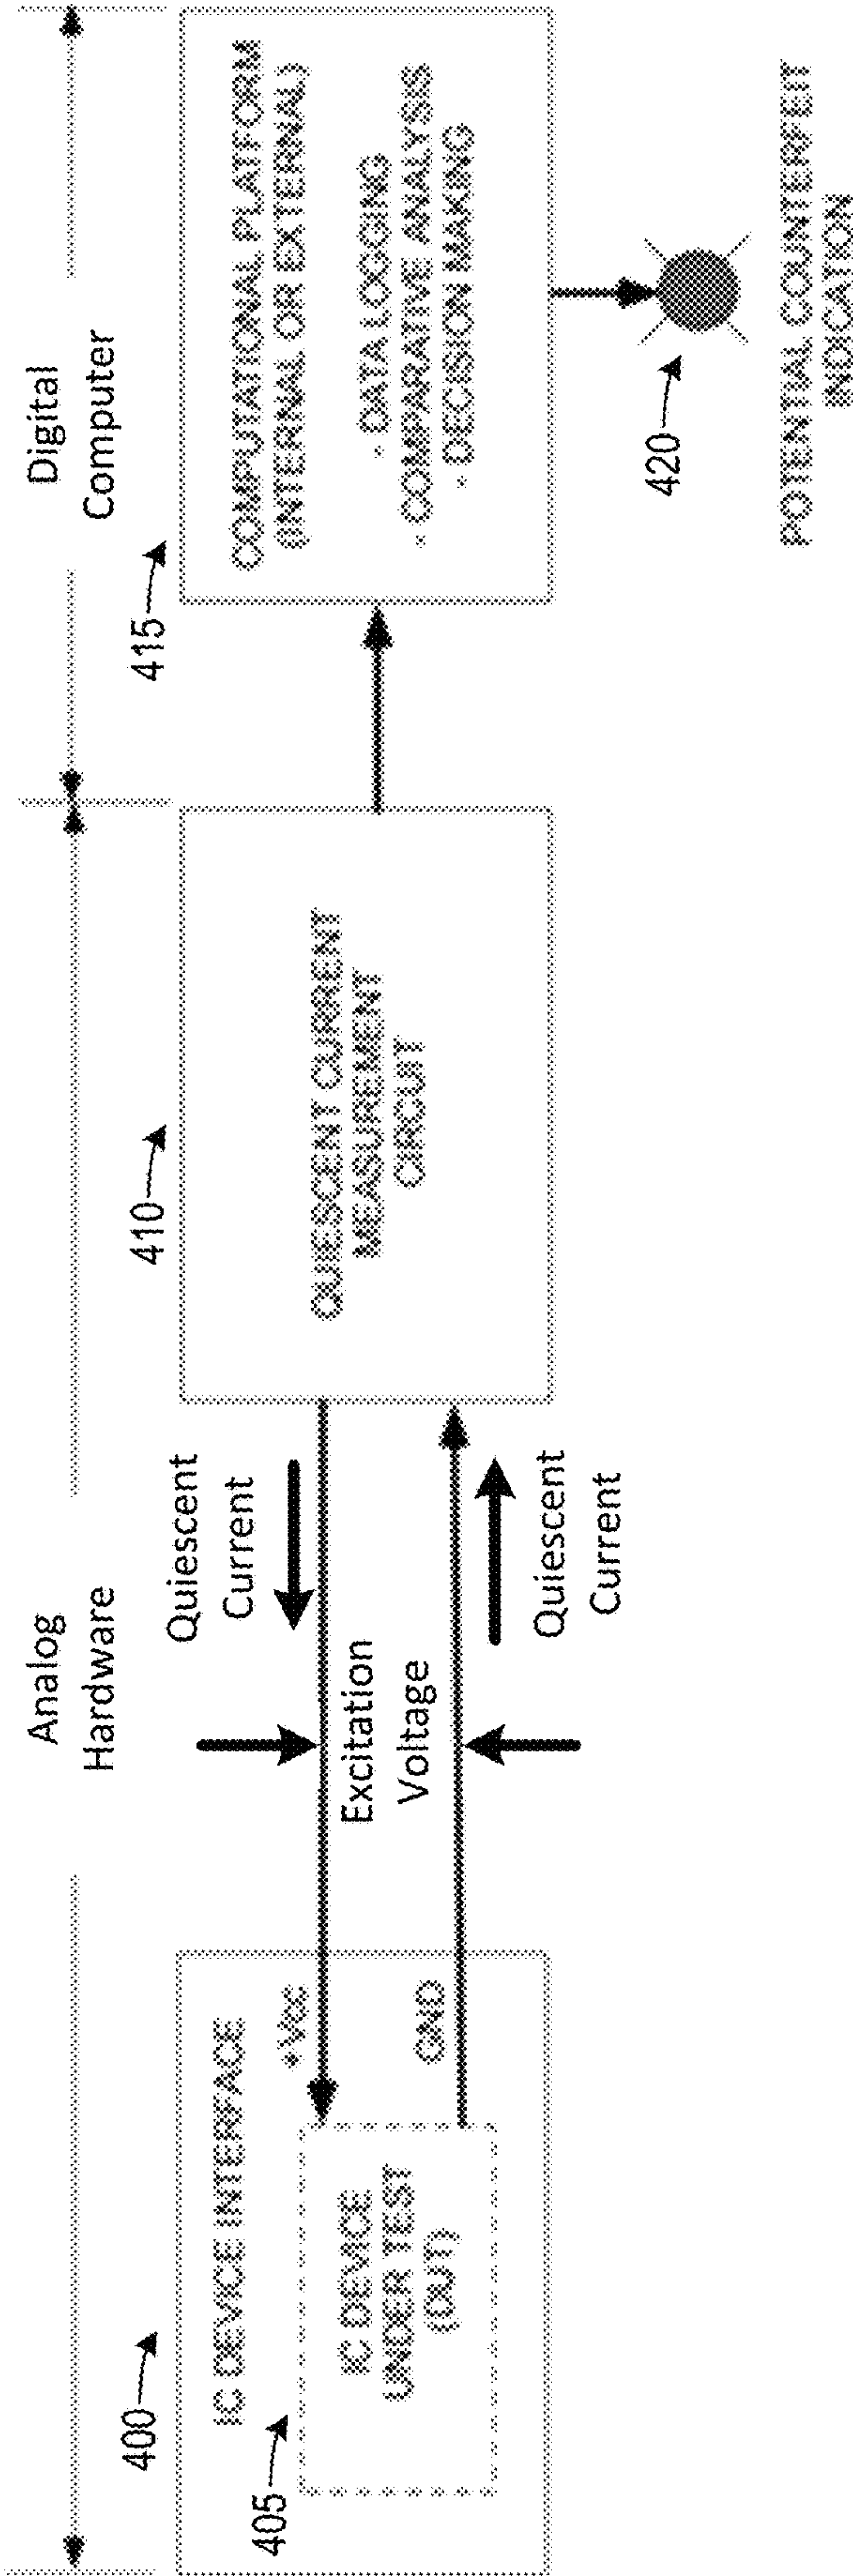 Analog
Hardware
Digital
Computer
400
IC DEVICE INTERFACE
405
IC DEVICE
UNDER TEST
(DUT)
+Vcc
GND
Quiescent
Current
Excitation
Voltage
Quiescent
Current
410
QUIESCENT CURRENT
MEASUREMENT
CIRCUIT
415
COMPUTATIONAL PLATFORM
(INTERNAL OR EXTERNAL)
- DATA LOGGING
- COMPARATIVE ANALYSIS
- DECISION MAKING
420
POTENTIAL COUNTERFEIT
INDICATION